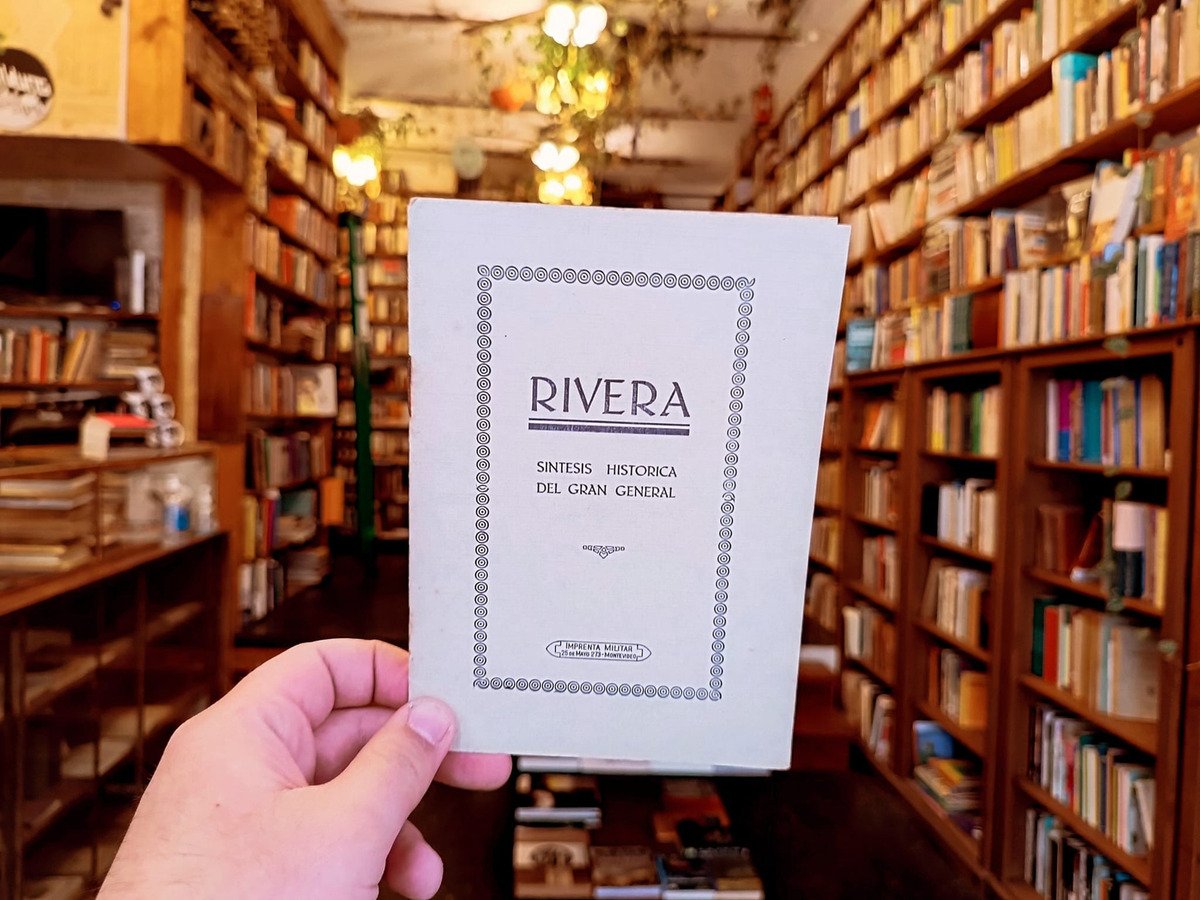 RIVERA
SINTESIS HISTORICA
DEL GRAN GENERAL
IMPRENTA MILITAR
25 DE MAYO 273 - MONTEVIDEO